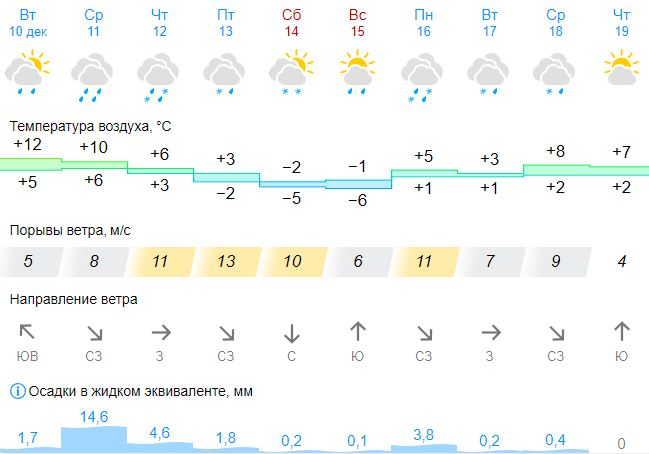 Вт Ср Чт Пт Сб Вс Пн Вт Ср Чт
10 дек 11 12 13 14 15 16 17 18 19
Температура воздуха, °C
+12 +10 +6 +3 −2 −1 +5 +3 +8 +7
+5 +6 +3 −2 −5 −6 +1 +1 +2 +2
Порывы ветра, м/с
5 8 11 13 10 6 11 7 9 4
Направление ветра
ЮВ СЗ З СЗ С Ю СЗ З СЗ Ю
Осадки в жидком эквиваленте, мм
1,7 14,6 4,6 1,8 0,2 0,1 3,8 0,2 0,4 0